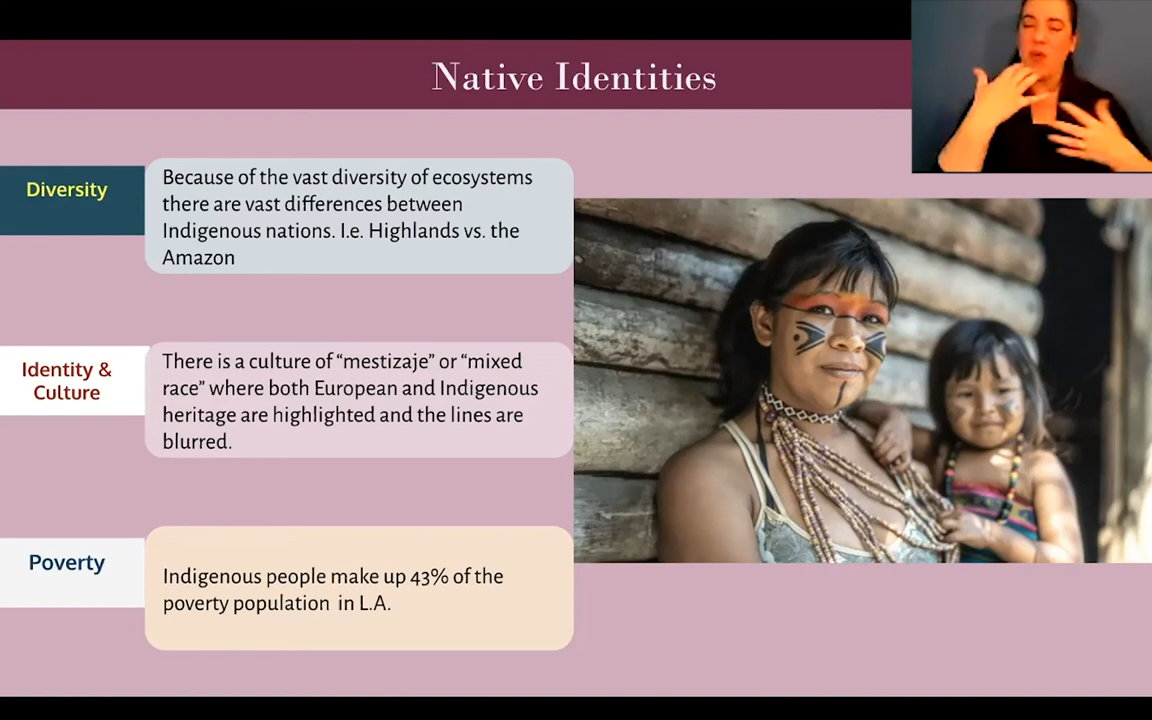 Native Identities
Diversity
Because of the vast diversity of ecosystems
there are vast differences between
Indigenous nations. I.e. Highlands vs. the
Amazon
Identity &
Culture
There is a culture of “mestizaje” or “mixed
race” where both European and Indigenous
heritage are highlighted and the lines are
blurred.
Poverty
Indigenous people make up 43% of the
poverty population in L.A.